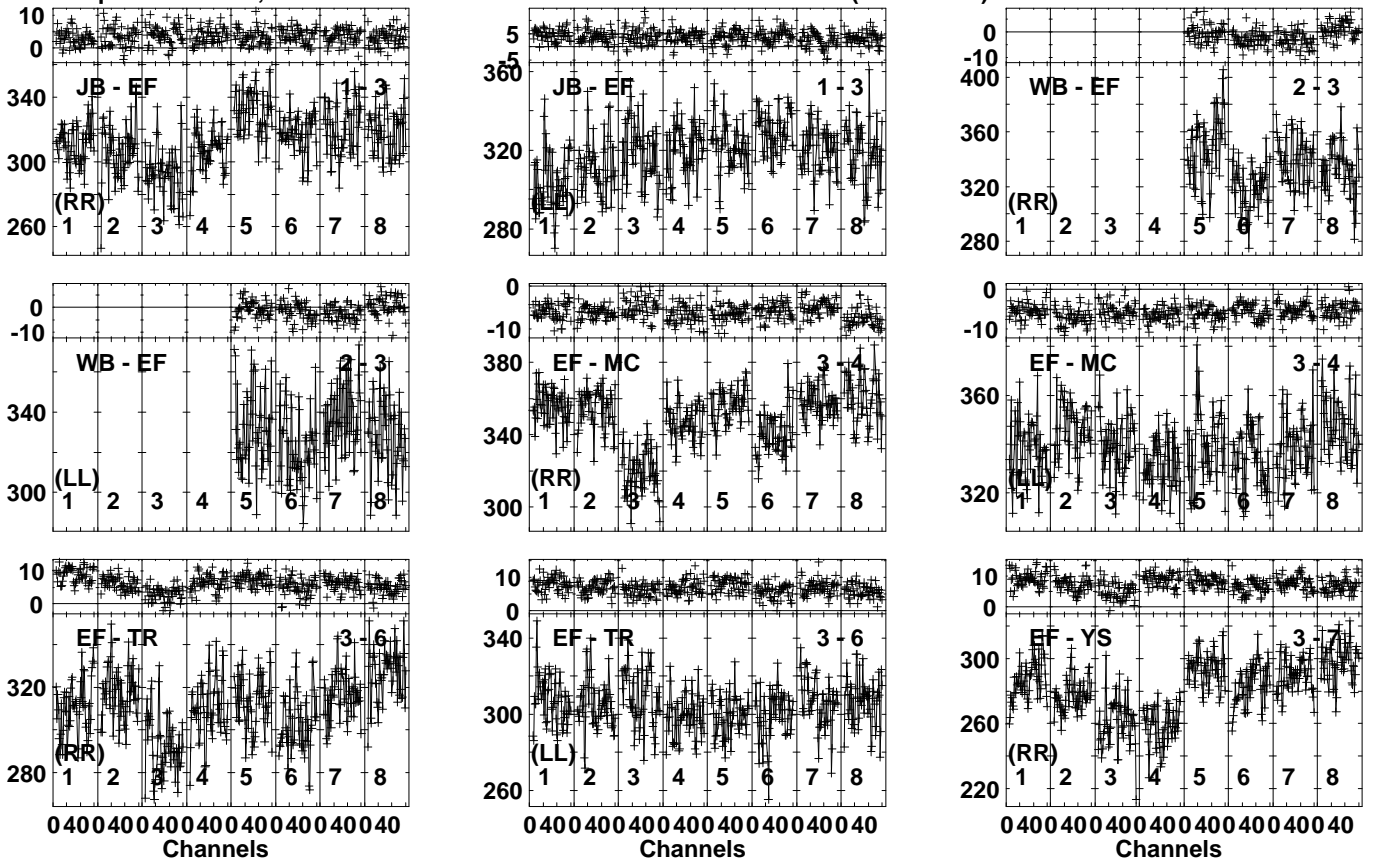 10
0
JB - EF 1 - 3
340
300
260
(RR)
1 2 3 4 5 6 7 8
5
-5
360
JB - EF 1 - 3
320
280
(LL)
1 2 3 4 5 6 7 8
0
-10
400
WB - EF 2 - 3
360
320
280
(RR)
1 2 3 4 5 6 7 8
0
-10
WB - EF 2 - 3
340
300
(LL)
1 2 3 4 5 6 7 8
0
-10
380
EF - MC 3 - 4
340
300
(RR)
1 2 3 4 5 6 7 8
0
-10
EF - MC 3 - 4
360
320
(LL)
1 2 3 4 5 6 7 8
10
0
EF - TR 3 - 6
320
280
(RR)
1 2 3 4 5 6 7 8
0 40 0 40 0 40 0 40 0 40 0 40 0 40 0 40
Channels
10
0
340
EF - TR 3 - 6
300
260
(LL)
1 2 3 4 5 6 7 8
0 40 0 40 0 40 0 40 0 40 0 40 0 40 0 40
Channels
10
0
EF - YS 3 - 7
300
260
220
(RR)
1 2 3 4 5 6 7 8
0 40 0 40 0 40 0 40 0 40 0 40 0 40 0 40
Channels